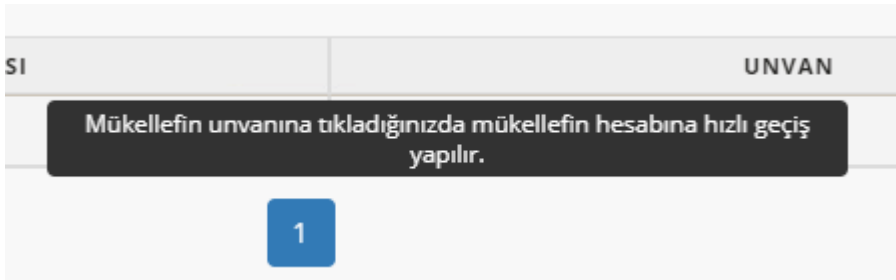 SI UNVAN
Mükellefin unvanına tıkladığınızda mükellefin hesabına hızlı geçiş
yapılır.
1